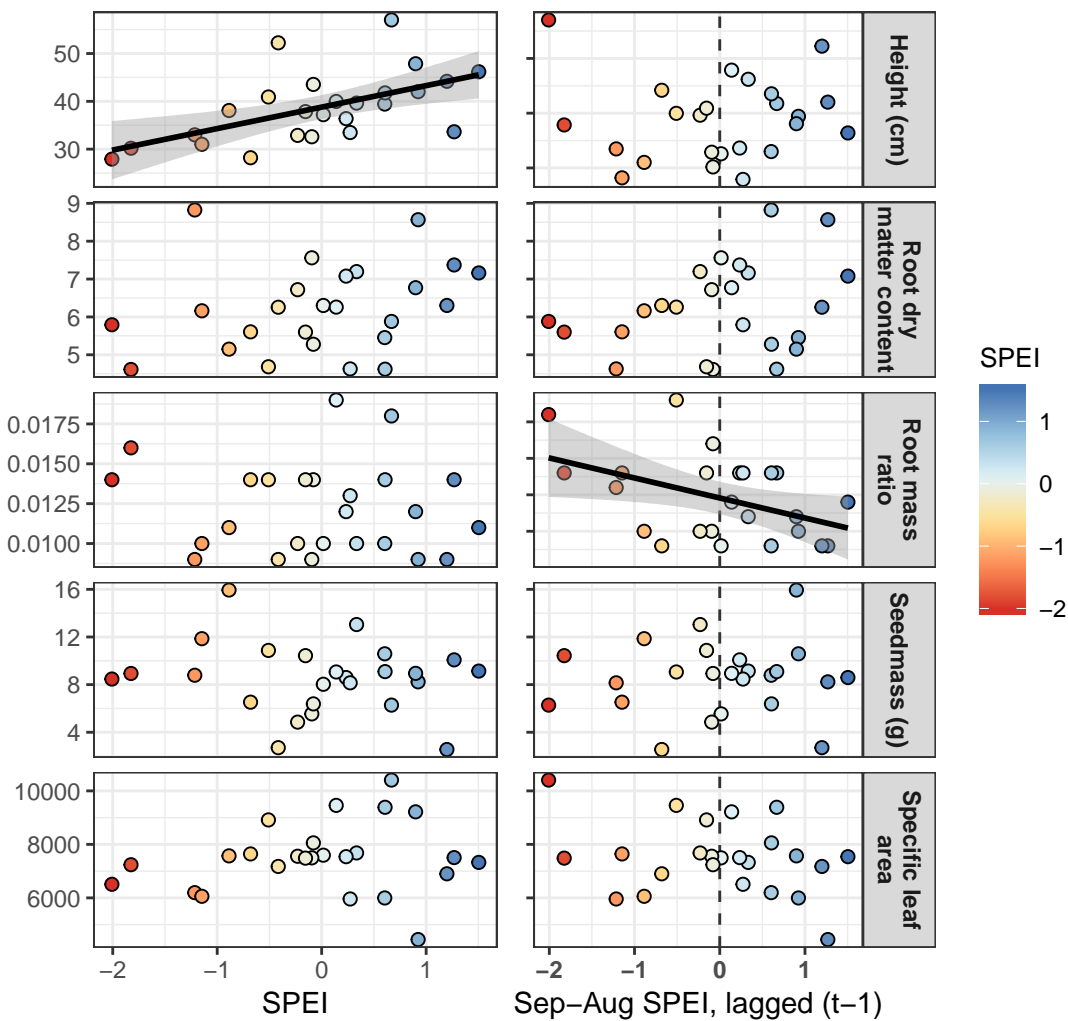 50
40
30
Height (cm)
9
8
7
6
5
Root dry
matter content
0.0175
0.0150
0.0125
0.0100
Root mass
ratio
16
12
8
4
Seedmass (g)
10000
8000
6000
Specific leaf
area
−2 −1 0 1
−2 −1 0 1
SPEI
Sep−Aug SPEI, lagged (t−1)
SPEI
1
0
−1
−2